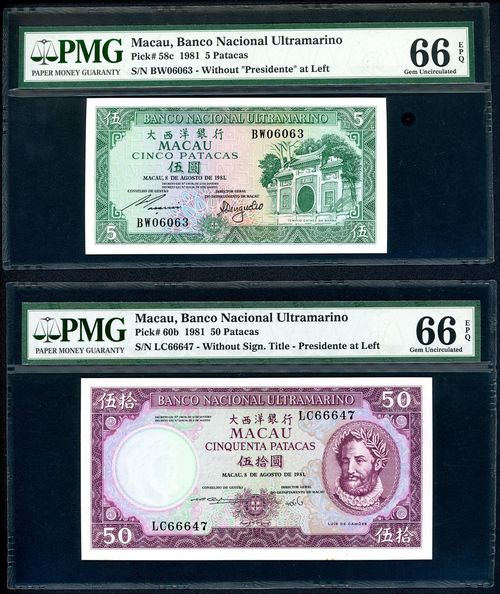 PMG
PAPER MONEY GUARANTY
Macau, Banco Nacional Ultramarino
Pick# 58c 1981 5 Patacas
S/N BW06063 - Without "Presidente" at Left
66 EPQ
Gem Uncirculated
伍 BANCO NACIONAL ULTRAMARINO 5
大西洋銀行 BW06063
MACAU
CINCO PATACAS
伍圓
MACAU, 8 DE AGOSTO DE 1981.
CONSELHO DE GESTÃO DIRECTOR GERAL
DO DEPARTAMENTO DE MACAU
BW06063
5 伍
PMG
PAPER MONEY GUARANTY
Macau, Banco Nacional Ultramarino
Pick# 60b 1981 50 Patacas
S/N LC66647 - Without Sign. Title - Presidente at Left
66 EPQ
Gem Uncirculated
伍拾 BANCO NACIONAL ULTRAMARINO 50
大西洋銀行 LC66647
MACAU
CINQUENTA PATACAS
伍拾圓
MACAU, 8 DE AGOSTO DE 1981.
CONSELHO DE GESTÃO DIRECTOR GERAL
DO DEPARTAMENTO DE MACAU
LC66647
LUÍS DE CAMÕES
50 伍拾